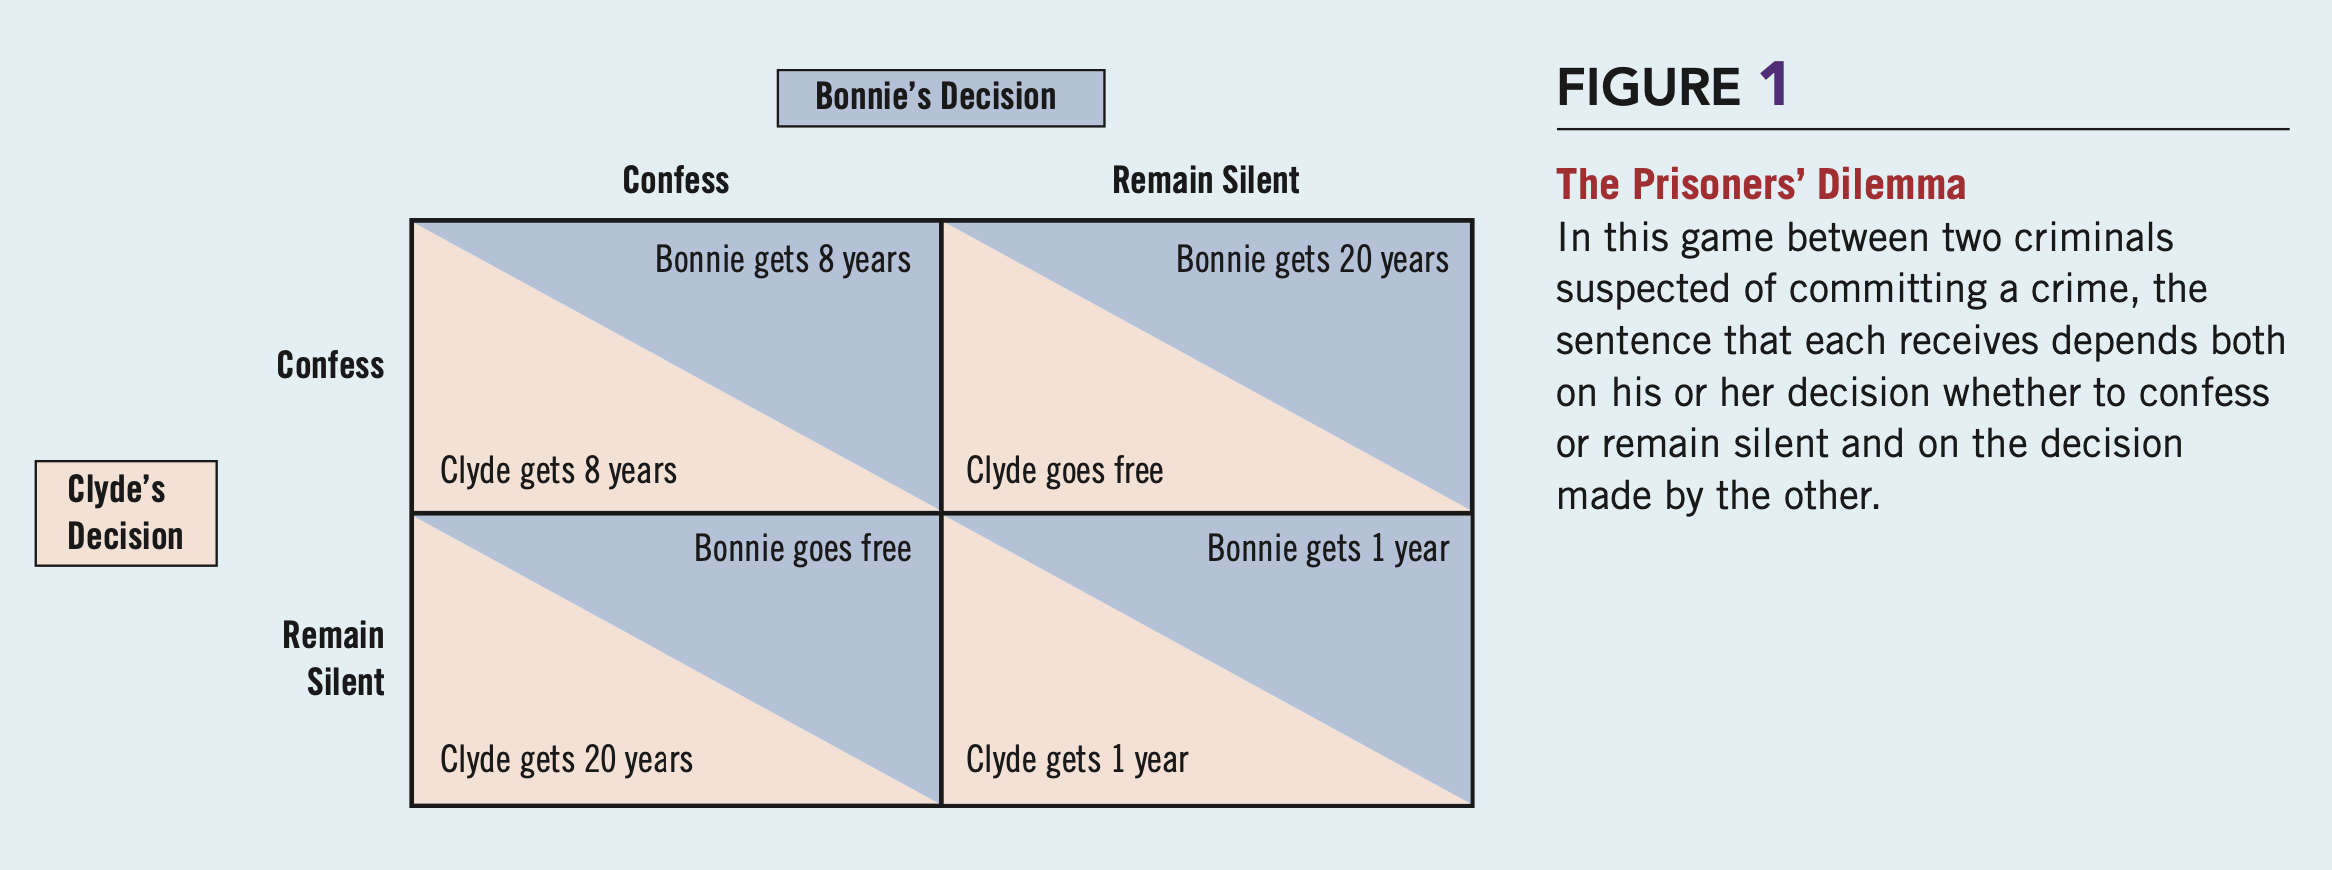 Bonnie’s Decision
Confess
Remain Silent
Bonnie gets 8 years
Bonnie gets 20 years
Confess
Clyde gets 8 years
Clyde goes free
Clyde’s
Decision
Bonnie goes free
Bonnie gets 1 year
Remain
Silent
Clyde gets 20 years
Clyde gets 1 year
FIGURE 1
The Prisoners’ Dilemma
In this game between two criminals
suspected of committing a crime, the
sentence that each receives depends both
on his or her decision whether to confess
or remain silent and on the decision
made by the other.